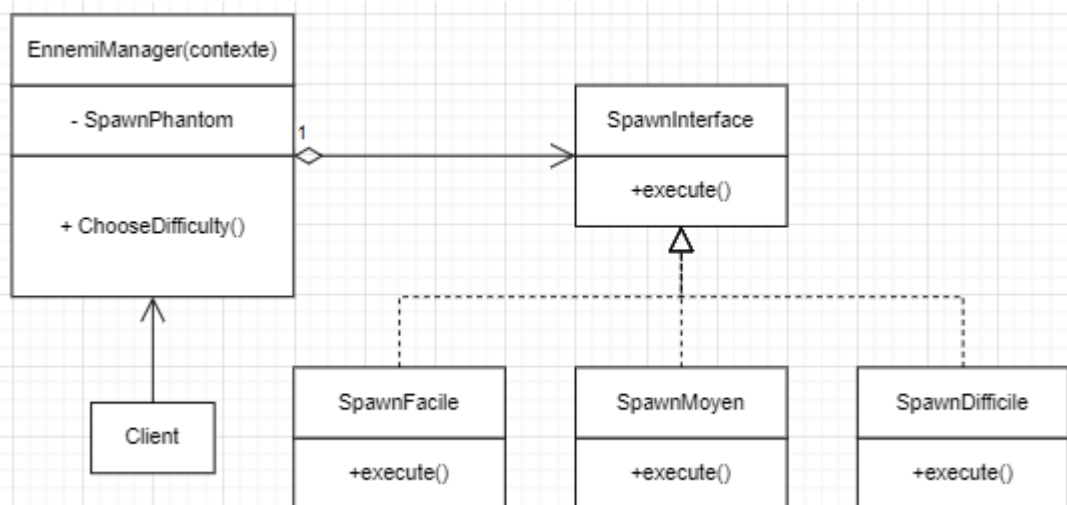 EnnemiManager(contexte)
- SpawnPhantom
+ ChooseDifficulty()
1
SpawnInterface
+execute()
Client
SpawnFacile
+execute()
SpawnMoyen
+execute()
SpawnDifficile
+execute()